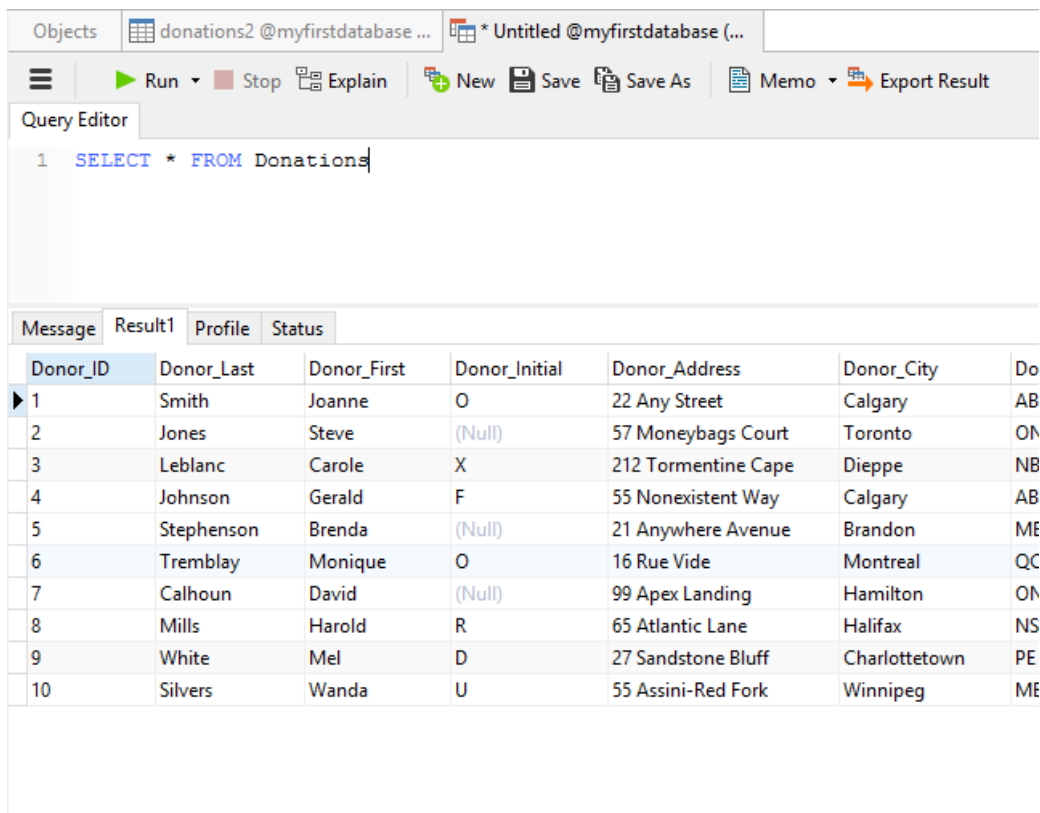 Objects donations2 @myfirstdatabase ... * Untitled @myfirstdatabase (...
Run Stop Explain New Save Save As Memo Export Result
Query Editor
1 SELECT * FROM Donations
Message Result1 Profile Status
Donor_ID Donor_Last Donor_First Donor_Initial Donor_Address Donor_City Do
1 Smith Joanne O 22 Any Street Calgary AB
2 Jones Steve (Null) 57 Moneybags Court Toronto ON
3 Leblanc Carole X 212 Tormentine Cape Dieppe NB
4 Johnson Gerald F 55 Nonexistent Way Calgary AB
5 Stephenson Brenda (Null) 21 Anywhere Avenue Brandon MB
6 Tremblay Monique O 16 Rue Vide Montreal QC
7 Calhoun David (Null) 99 Apex Landing Hamilton ON
8 Mills Harold R 65 Atlantic Lane Halifax NS
9 White Mel D 27 Sandstone Bluff Charlottetown PE
10 Silvers Wanda U 55 Assini-Red Fork Winnipeg MB